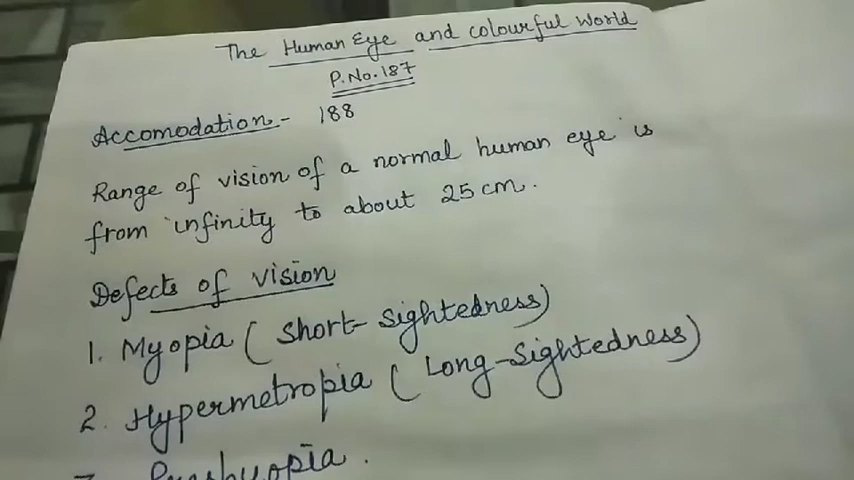 The Human Eye and colourful World
P.No.187
Accomodation - 188
Range of vision of a normal human eye is
from infinity to about 25 cm.
Defects of vision
1. Myopia ( Short-Sightedness)
2. Hypermetropia ( Long-Sightedness)